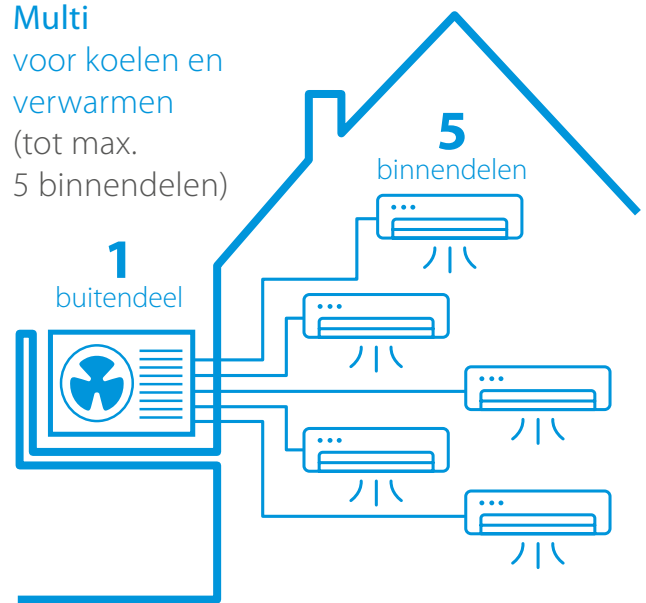 Multi
voor koelen en
verwarmen
(tot max.
5 binnendelen)
5
binnendelen
1
buitendeel